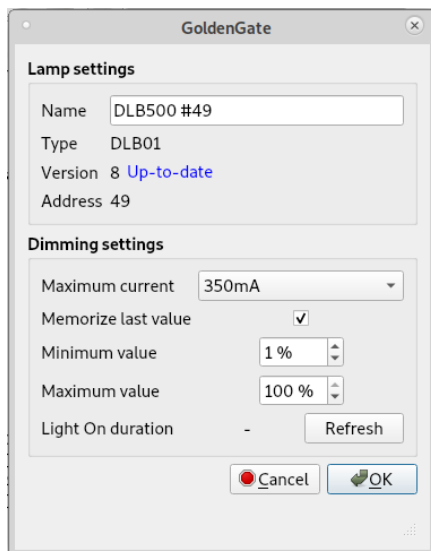 GoldenGate
Lamp settings
Name DLB500 #49
Type DLB01
Version 8 Up-to-date
Address 49
Dimming settings
Maximum current 350mA
Memorize last value
Minimum value 1 %
Maximum value 100 %
Light On duration - Refresh
Cancel OK